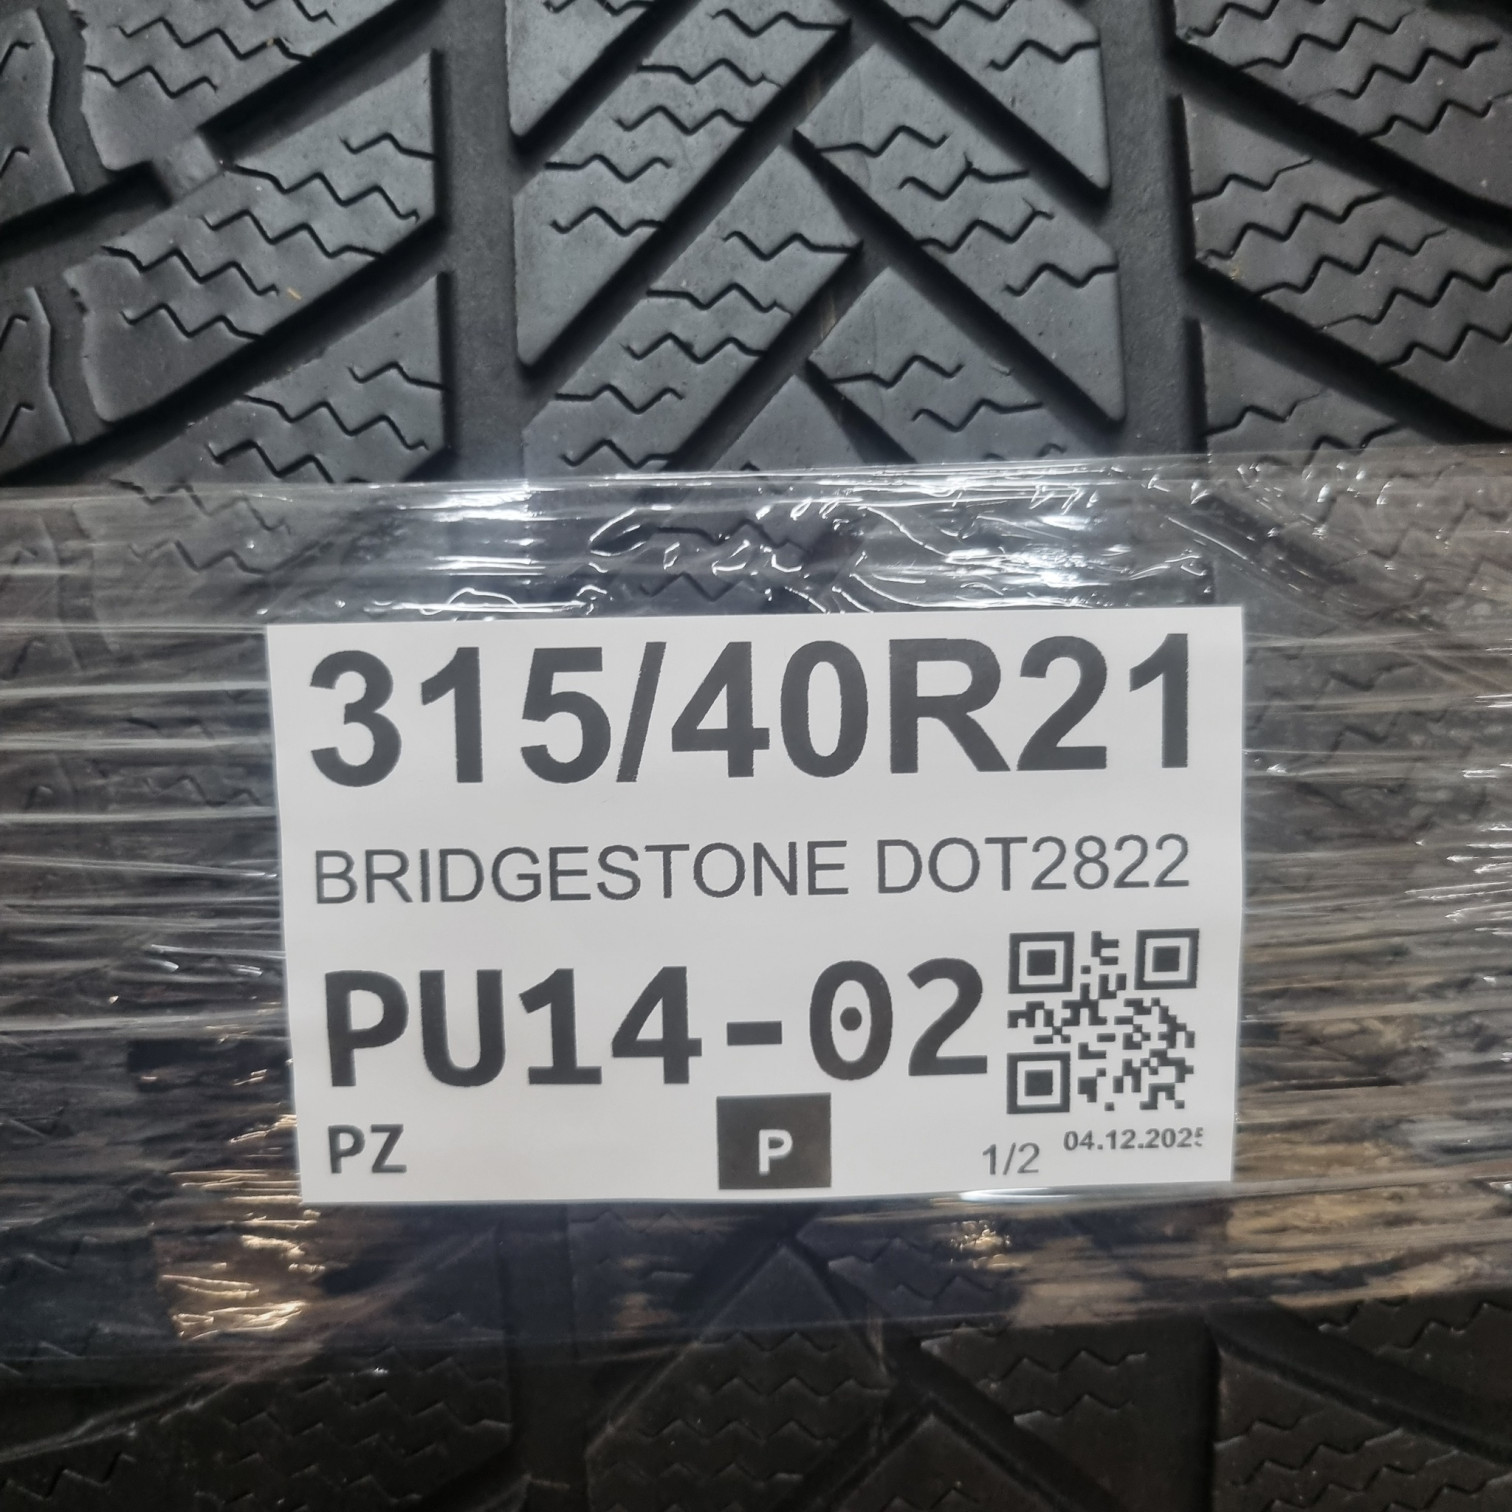 315/40R21
BRIDGESTONE DOT2822
PU14-02
PZ
P
1/2
04.12.2025